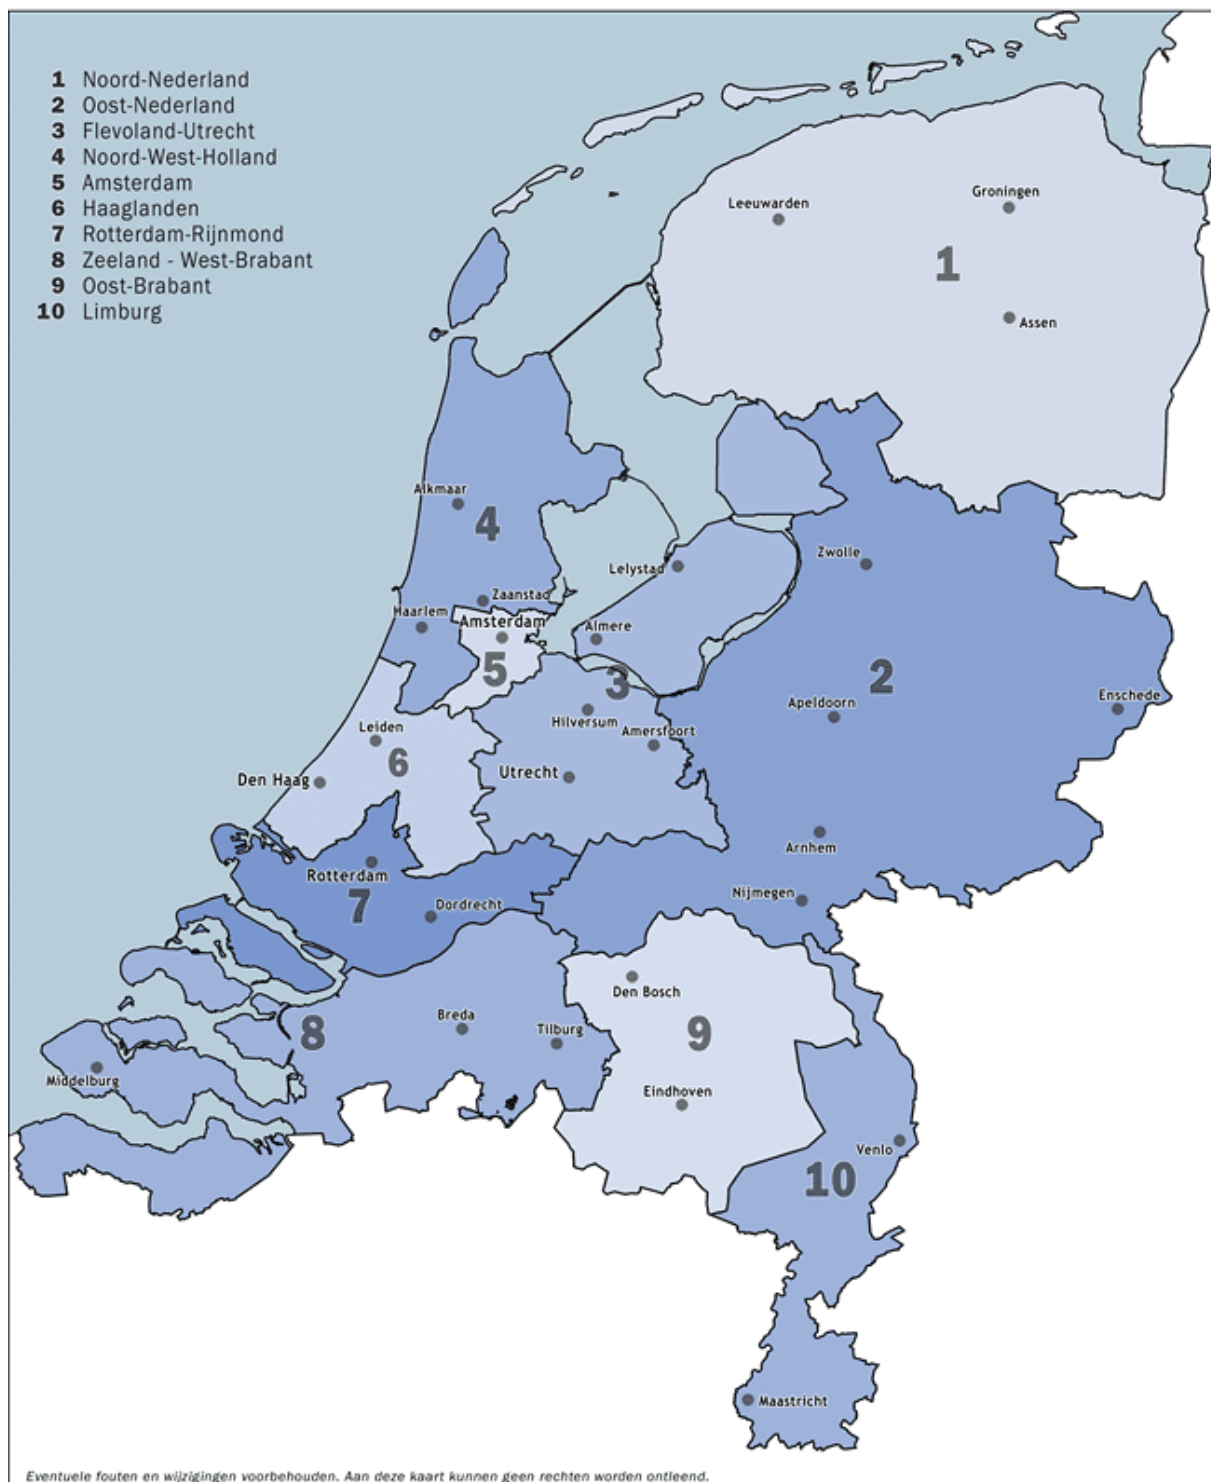 1 Noord-Nederland
2 Oost-Nederland
3 Flevoland-Utrecht
4 Noord-West-Holland
5 Amsterdam
6 Haaglanden
7 Rotterdam-Rijnmond
8 Zeeland - West-Brabant
9 Oost-Brabant
10 Limburg
Groningen
Leeuwarden
1
Assen
Alkmaar
4
Zwolle
Lelystad
Zaanstad
Haarlem
Amsterdam
Almere
5
3
2
Enschede
Apeldoorn
Hilversum
Leiden
Amersfoort
6
Utrecht
Den Haag
Arnhem
Rotterdam
Nijmegen
7
Dordrecht
Den Bosch
Breda
Tilburg
8
9
Middelburg
Eindhoven
Venlo
10
Maastricht
Eventuele fouten en wijzigingen voorbehouden. Aan deze kaart kunnen geen rechten worden ontleend.